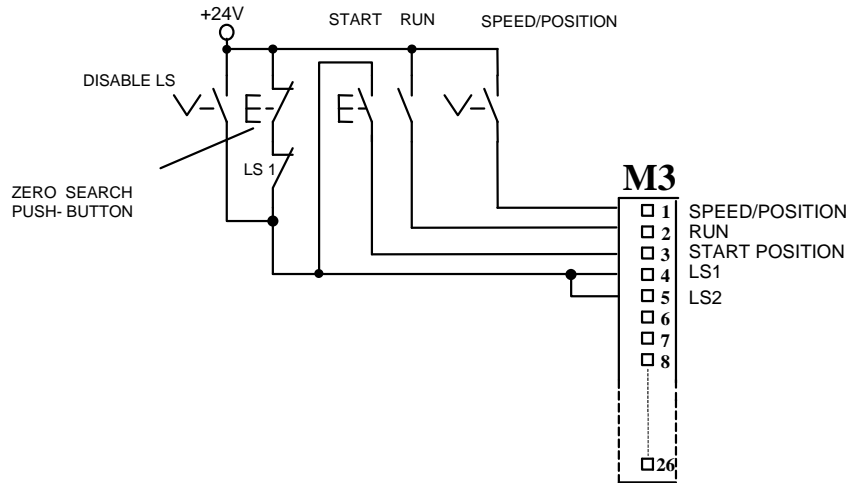 +24V
START RUN SPEED/POSITION
DISABLE LS
LS 1
ZERO SEARCH
PUSH- BUTTON
M3
1 SPEED/POSITION
2 RUN
3 START POSITION
4 LS1
5 LS2
6
7
8
26